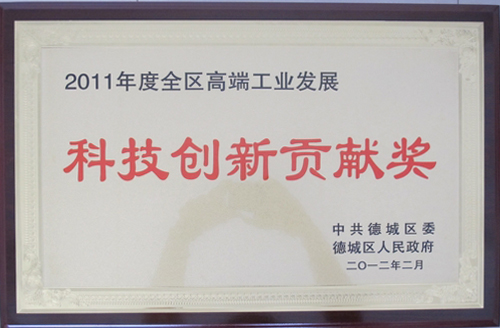 2011年度全区高端工业发展
科技创新贡献奖
中共德城区委
德城区人民政府
二〇一二年二月